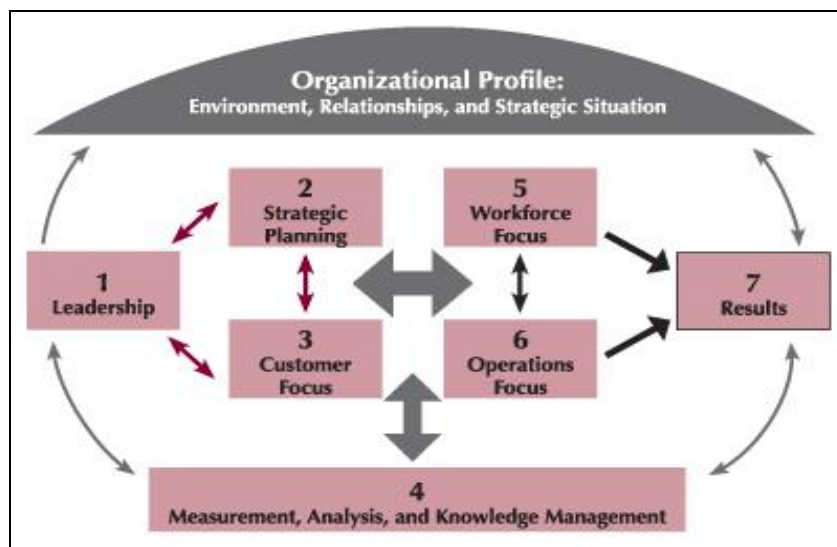 Organizational Profile:
Environment, Relationships, and Strategic Situation
2
Strategic
Planning
5
Workforce
Focus
1
Leadership
7
Results
3
Customer
Focus
6
Operations
Focus
4
Measurement, Analysis, and Knowledge Management